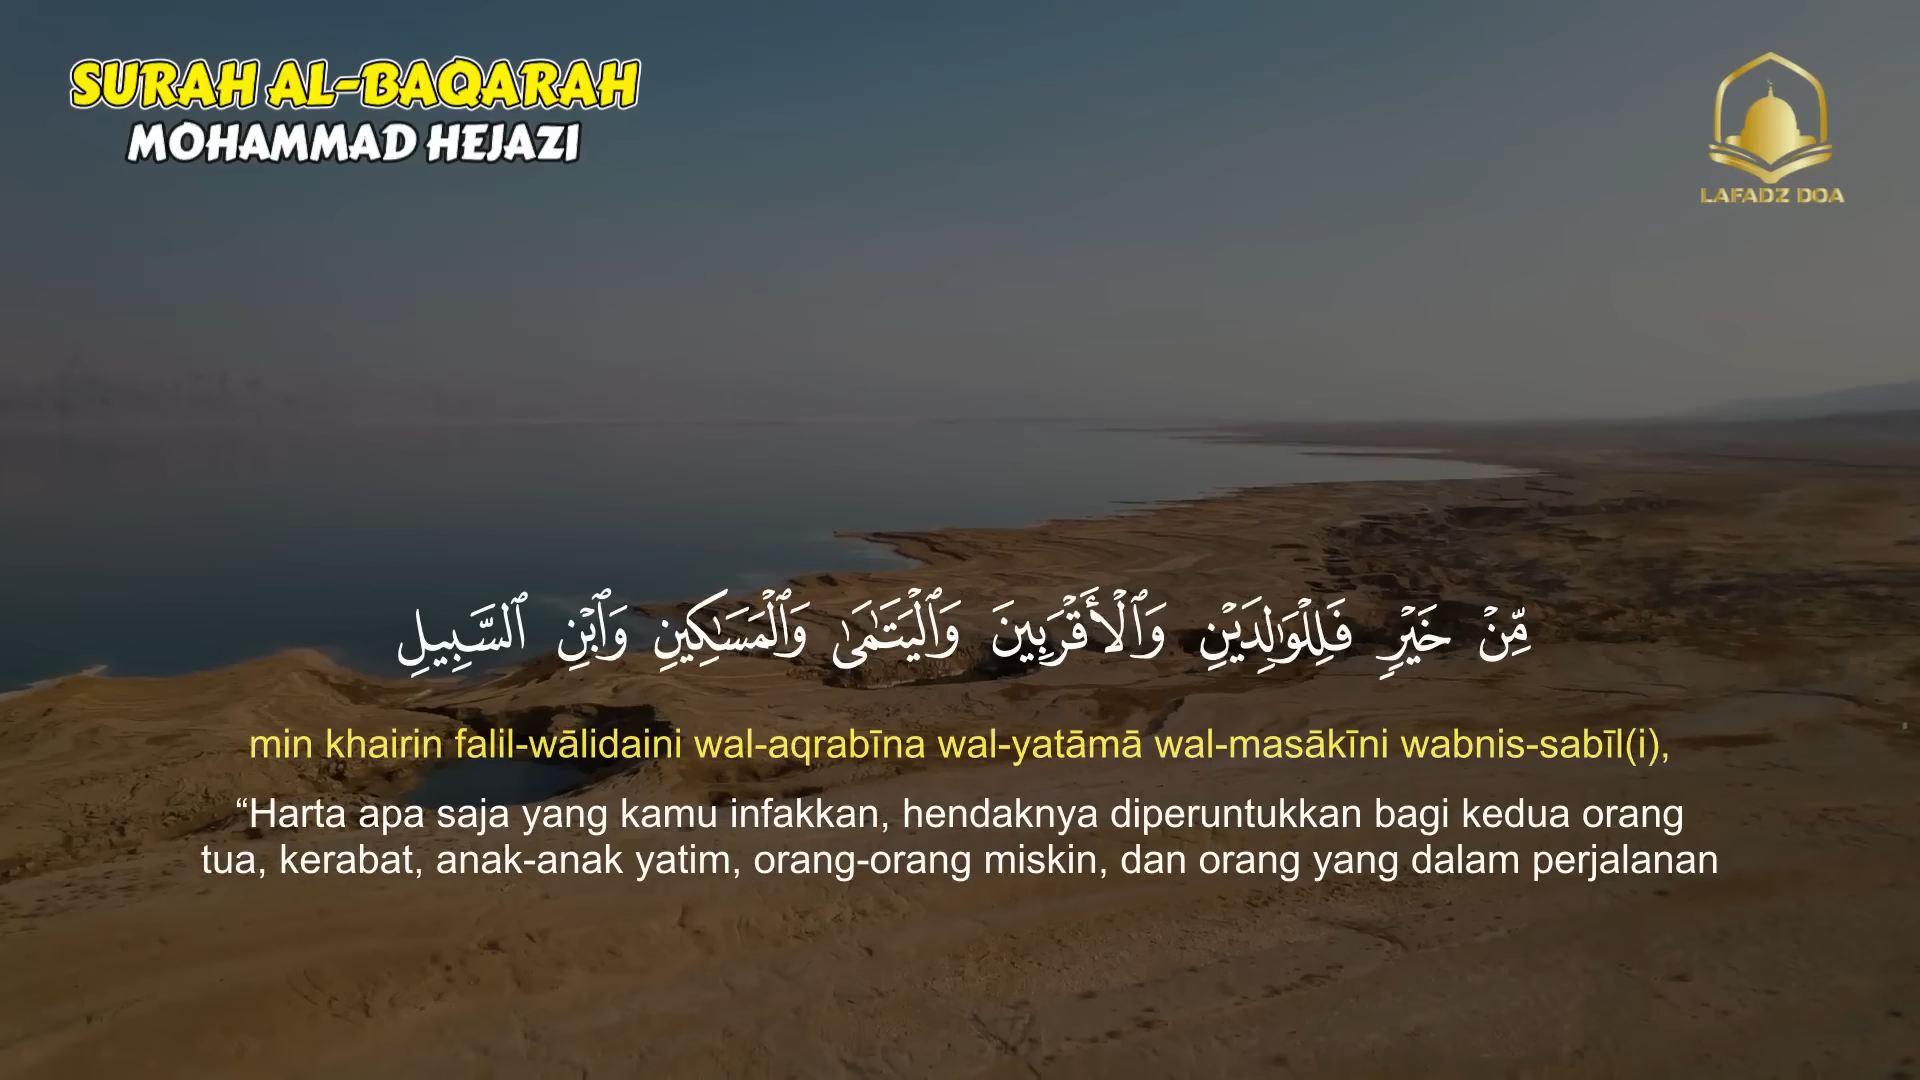 SURAH AL-BAQARAH
MOHAMMAD HEJAZI
LAFADZ DOA
مِّنْ خَيْرٍ فَلِلْوَٰلِدَيْنِ وَٱلْأَقْرَبِينَ وَٱلْيَتَـٰمَىٰ وَٱلْمَسَـٰكِينِ وَٱبْنِ ٱلسَّبِيلِ
min khairin falil-wālidaini wal-aqrabīna wal-yatāmā wal-masākīni wabnis-sabīl(i),
“Harta apa saja yang kamu infakkan, hendaknya diperuntukkan bagi kedua orang
tua, kerabat, anak-anak yatim, orang-orang miskin, dan orang yang dalam perjalanan